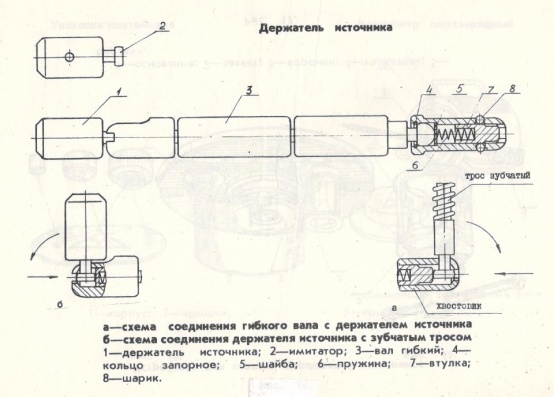 Держатель источника
2
1
3
4
5
7
8
6
трос зубчатый
хвостовик
б
а
а—схема соединения гибкого вала с держателем источника
б—схема соединения держателя источника с зубчатым тросом
1—держатель источника; 2—имитатор; 3—вал гибкий; 4—
кольцо запорное; 5—шайба; 6—пружина; 7—втулка;
8—шарик.